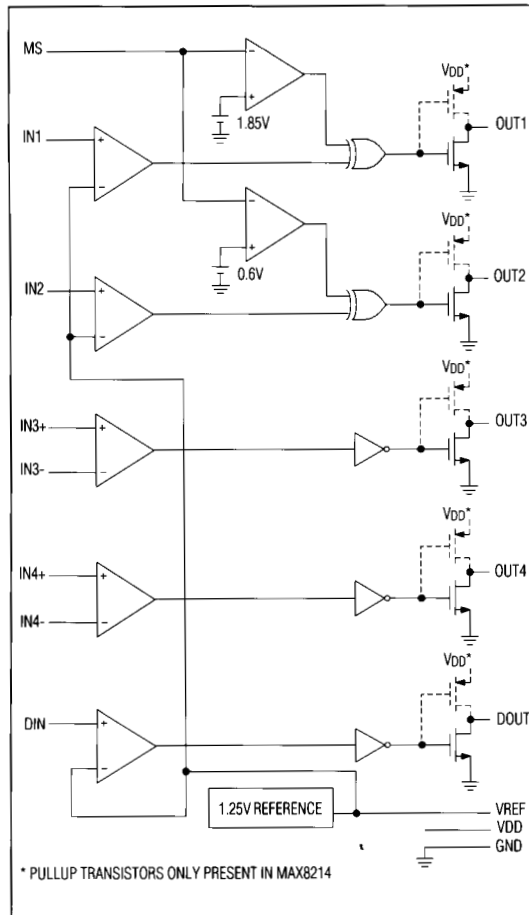 MS
VDD*
OUT1
1.85V
IN1
+
-
-
+
VDD*
OUT2
0.6V
IN2
+
-
-
+
VDD*
OUT3
IN3+
+
IN3-
-
VDD*
OUT4
IN4+
+
IN4-
-
VDD*
DOUT
DIN
+
-
1.25V REFERENCE
VREF
VDD
GND
* PULLUP TRANSISTORS ONLY PRESENT IN MAX8214